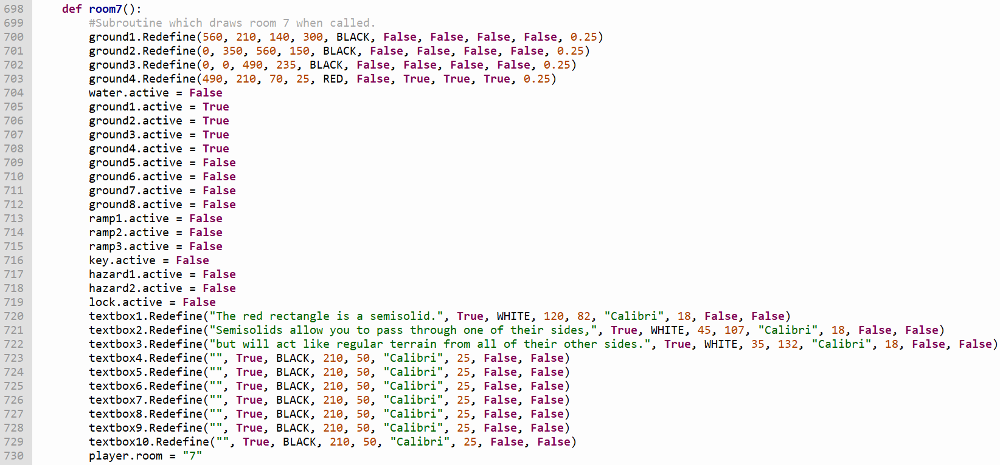 698 def room7():
699 #Subroutine which draws room 7 when called.
700 ground1.Redefine(560, 210, 140, 300, BLACK, False, False, False, False, 0.25)
701 ground2.Redefine(0, 350, 560, 150, BLACK, False, False, False, False, 0.25)
702 ground3.Redefine(0, 0, 490, 235, BLACK, False, False, False, False, 0.25)
703 ground4.Redefine(490, 210, 70, 25, RED, False, True, True, True, 0.25)
704 water.active = False
705 ground1.active = True
706 ground2.active = True
707 ground3.active = True
708 ground4.active = True
709 ground5.active = False
710 ground6.active = False
711 ground7.active = False
712 ground8.active = False
713 ramp1.active = False
714 ramp2.active = False
715 ramp3.active = False
716 key.active = False
717 hazard1.active = False
718 hazard2.active = False
719 lock.active = False
720 textbox1.Redefine("The red rectangle is a semisolid.", True, WHITE, 120, 82, "Calibri", 18, False, False)
721 textbox2.Redefine("Semisolids allow you to pass through one of their sides,", True, WHITE, 45, 107, "Calibri", 18, False, False)
722 textbox3.Redefine("but will act like regular terrain from all of their other sides.", True, WHITE, 35, 132, "Calibri", 18, False, False)
723 textbox4.Redefine("", True, BLACK, 210, 50, "Calibri", 25, False, False)
724 textbox5.Redefine("", True, BLACK, 210, 50, "Calibri", 25, False, False)
725 textbox6.Redefine("", True, BLACK, 210, 50, "Calibri", 25, False, False)
726 textbox7.Redefine("", True, BLACK, 210, 50, "Calibri", 25, False, False)
727 textbox8.Redefine("", True, BLACK, 210, 50, "Calibri", 25, False, False)
728 textbox9.Redefine("", True, BLACK, 210, 50, "Calibri", 25, False, False)
729 textbox10.Redefine("", True, BLACK, 210, 50, "Calibri", 25, False, False)
730 player.room = "7"